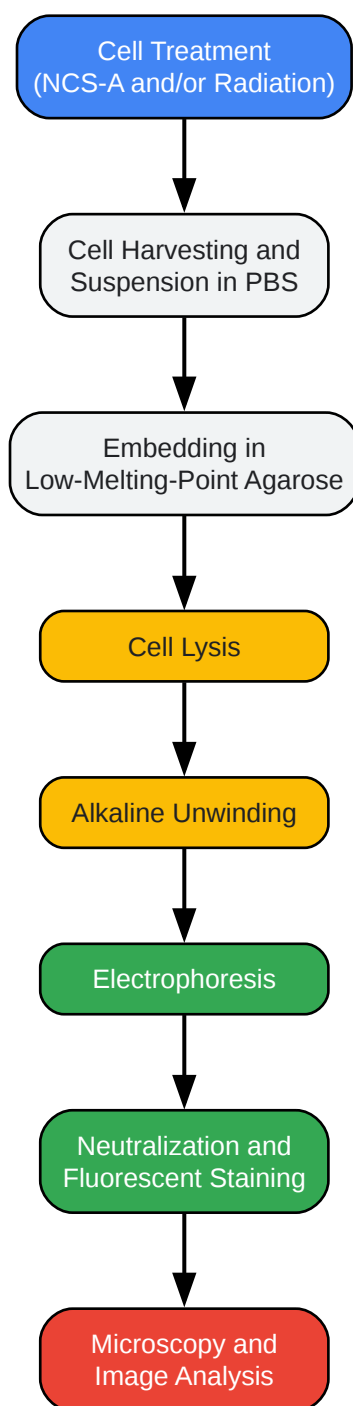 Cell Treatment
(NCS-A and/or Radiation)
Cell Harvesting and
Suspension in PBS
Embedding in
Low-Melting-Point Agarose
Cell Lysis
Alkaline Unwinding
Electrophoresis
Neutralization and
Fluorescent Staining
Microscopy and
Image Analysis